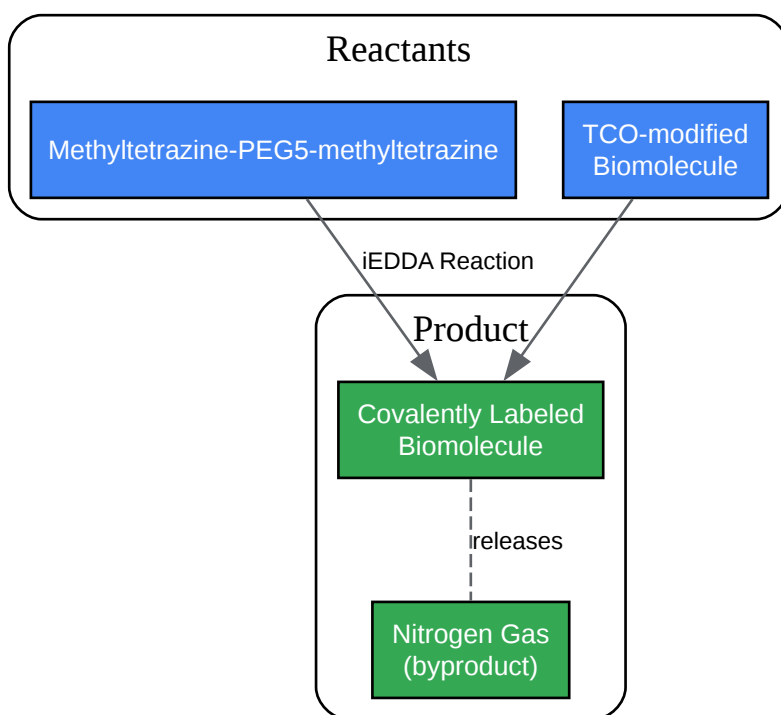 Reactants
Methyltetrazine-PEG5-methyltetrazine
TCO-modified
Biomolecule
iEDDA Reaction
Product
Covalently Labeled
Biomolecule
releases
Nitrogen Gas
(byproduct)